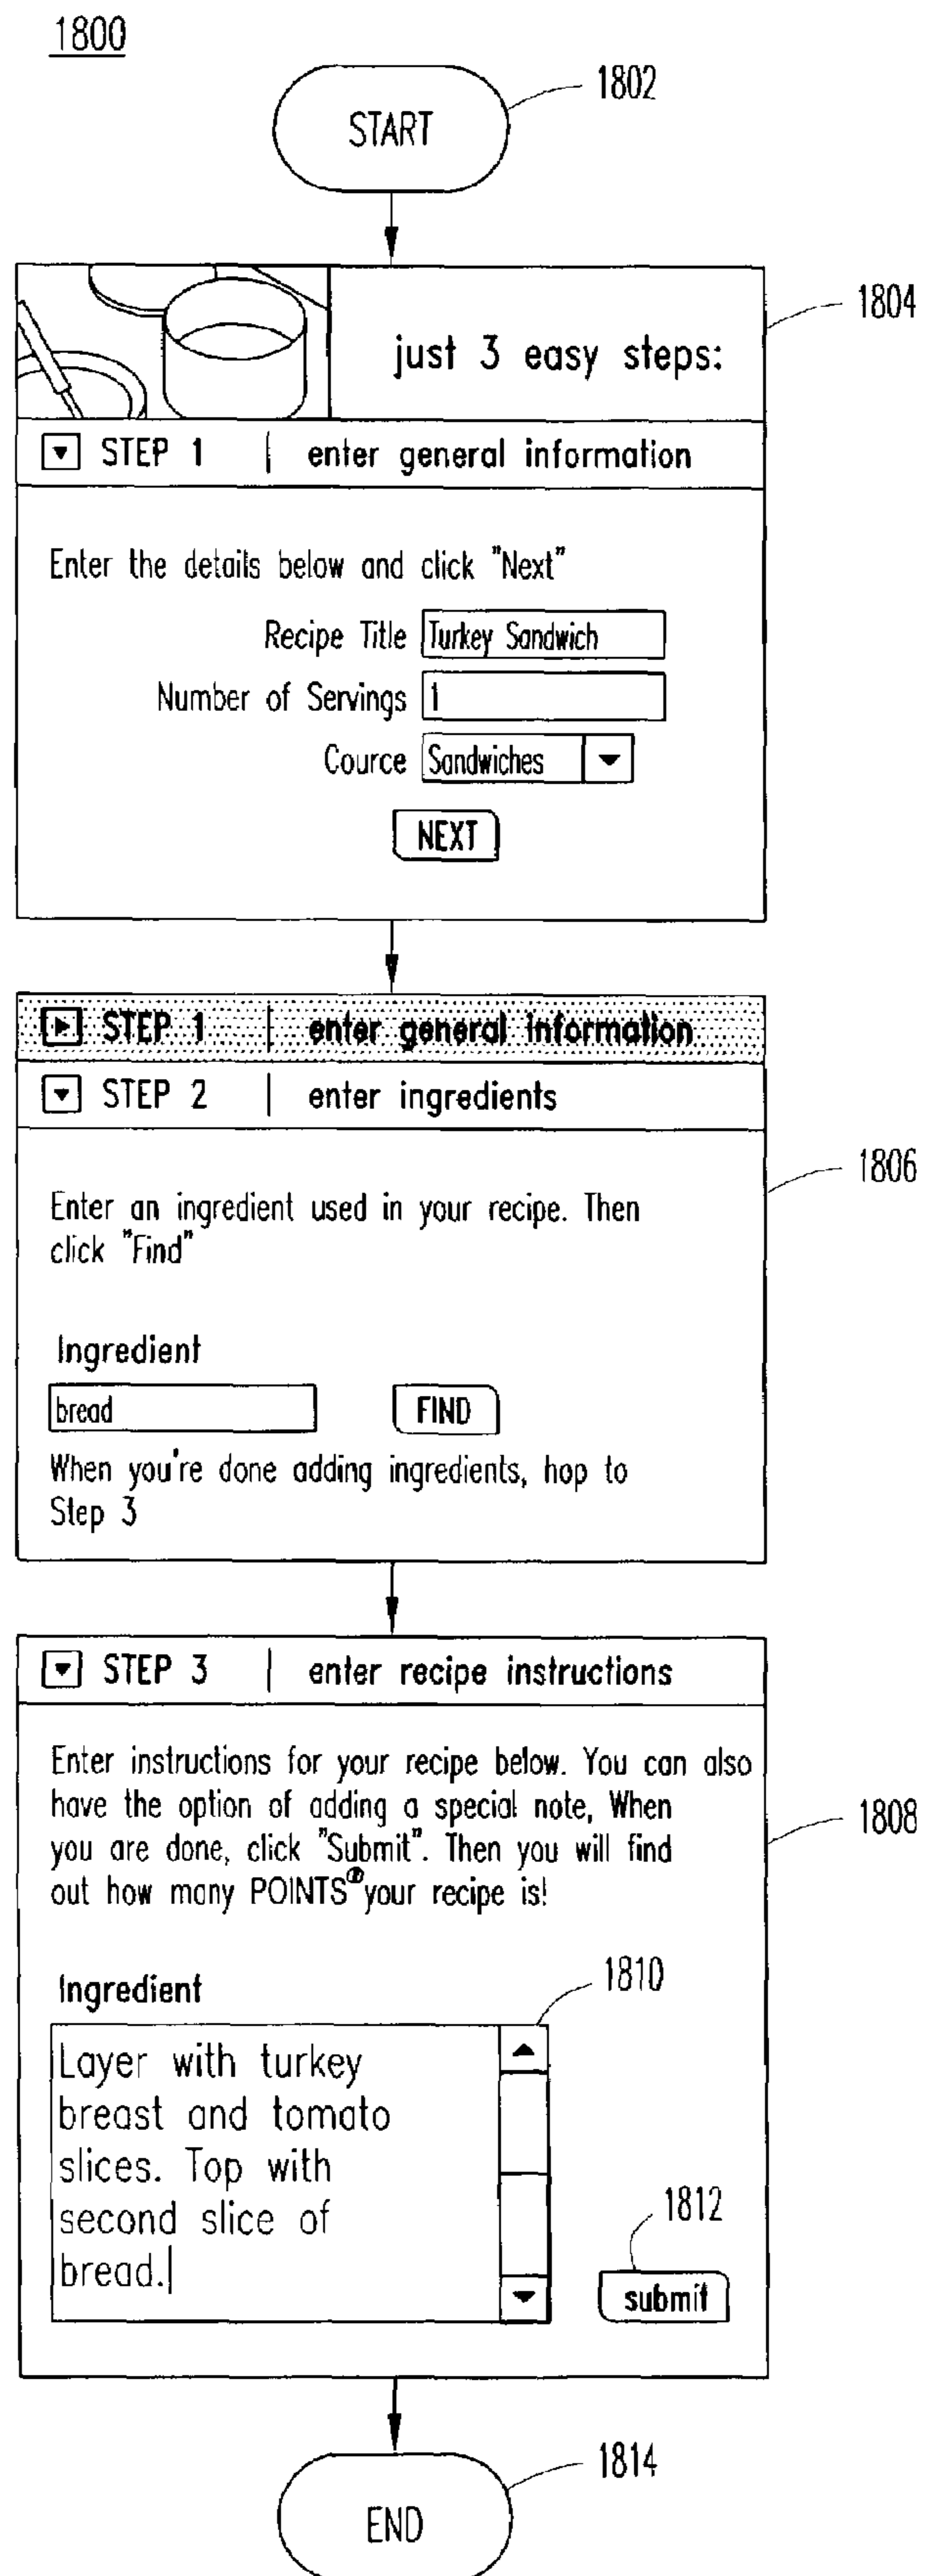 1800
START
1802
just 3 easy steps:
1804
STEP 1 | enter general information
Enter the details below and click "Next"
Recipe Title Turkey Sandwich
Number of Servings 1
Cource Sandwiches
NEXT
STEP 1 | enter general information
STEP 2 | enter ingredients
1806
Enter an ingredient used in your recipe. Then
click "Find"
Ingredient
bread FIND
When you're done adding ingredients, hop to
Step 3
STEP 3 | enter recipe instructions
Enter instructions for your recipe below. You can also
have the option of adding a special note, When
you are done, click "Submit". Then you will find
out how many POINTS® your recipe is!
1808
Ingredient
1810
Layer with turkey
breast and tomato
slices. Top with
second slice of
bread.
1812
submit
1814
END